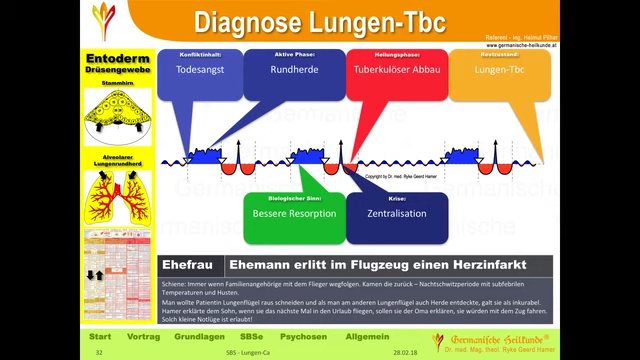 Diagnose Lungen-Tbc
Referent - Ing. Helmut Pilhar
www.germanische-heilkunde.at
Entoderm
Drüsengewebe
Stammhirn
Alveolarer
Lungenrundherd
Konfliktinhalt:
Todesangst
Aktive Phase:
Rundherde
Heilungsphase:
Tuberkulöser Abbau
Restzustand:
Lungen-Tbc
Copyright by Dr. med. Ryke Geerd Hamer
Biologischer Sinn:
Bessere Resorption
Krise:
Zentralisation
Ehefrau
Ehemann erlitt im Flugzeug einen Herzinfarkt
Schiene: Immer wenn Familienangehörige mit dem Flieger wegfolgen. Kamen die zurück – Nachtschwitzperiode mit subfebrilen
Temperaturen und Husten.
Man wollte Patientin Lungenflügel raus schneiden und als man am anderen Lungenflügel auch Herde entdeckte, galt sie als inkurabel.
Hamer erklärte dem Sohn, wenn sie das nächste Mal in den Urlaub fliegen, sollen sie der Oma erklären, sie würden mit dem Zug fahren.
Solch kleine Notlüge ist erlaubt!
Start Vortrag Grundlagen SBSe Psychosen Allgemein
Germanische Heilkunde®
Dr. med. Mag. theol. Ryke Geerd Hamer
32 SBS - Lungen-Ca 28.02.18